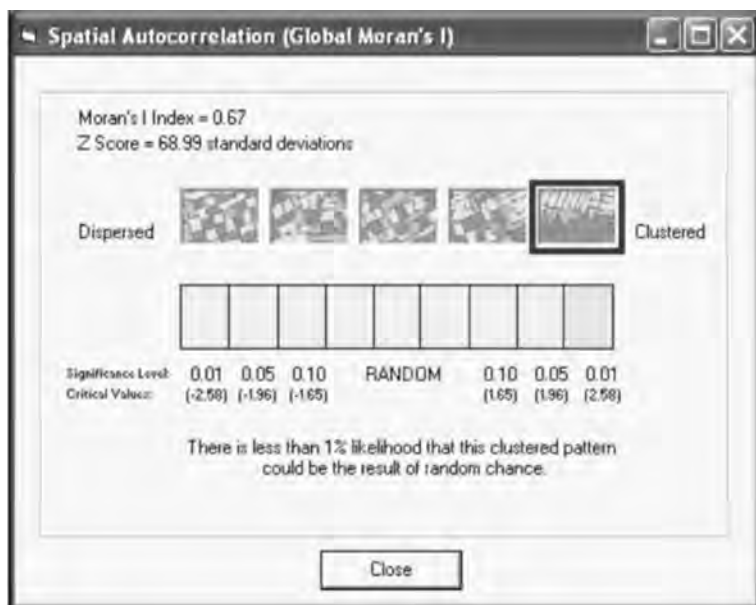 Spatial Autocorrelation (Global Moran's I)
Moran's I Index = 0.67
Z Score = 68.99 standard deviations
Dispersed
Clustered
Significance Level: 0.01 0.05 0.10 RANDOM 0.10 0.05 0.01
Critical Values: (-2.58) (-1.96) (-1.65) (1.65) (1.96) (2.58)
There is less than 1% likelihood that this clustered pattern
could be the result of random chance.
Close